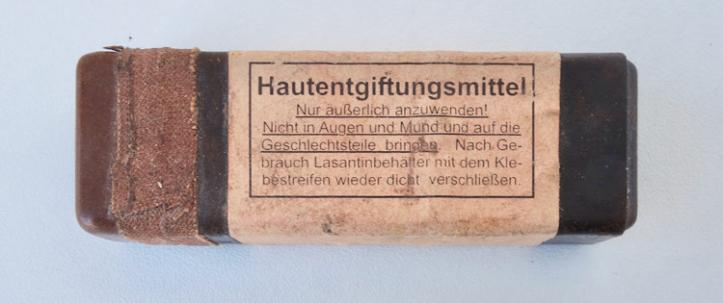 Hautentgiftungsmittel!
Nur äußerlich anzuwenden!
Nicht in Augen und Mund und auf die
Geschlechtsteile bringen. Nach Ge-
brauch Lasantinbehälter mit dem Kle-
bestreifen wieder dicht verschließen.